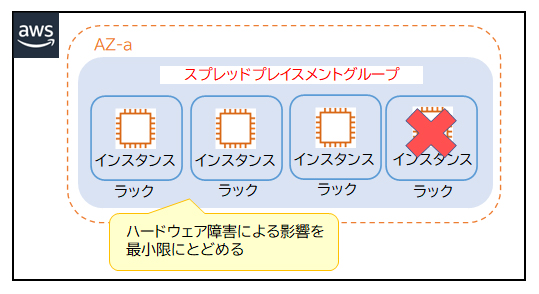 aws
AZ-a
スプレッドプレイスメントグループ
インスタンス
インスタンス
インスタンス
インスタンス
ラック
ラック
ラック
ラック
ハードウェア障害による影響を
最小限にとどめる